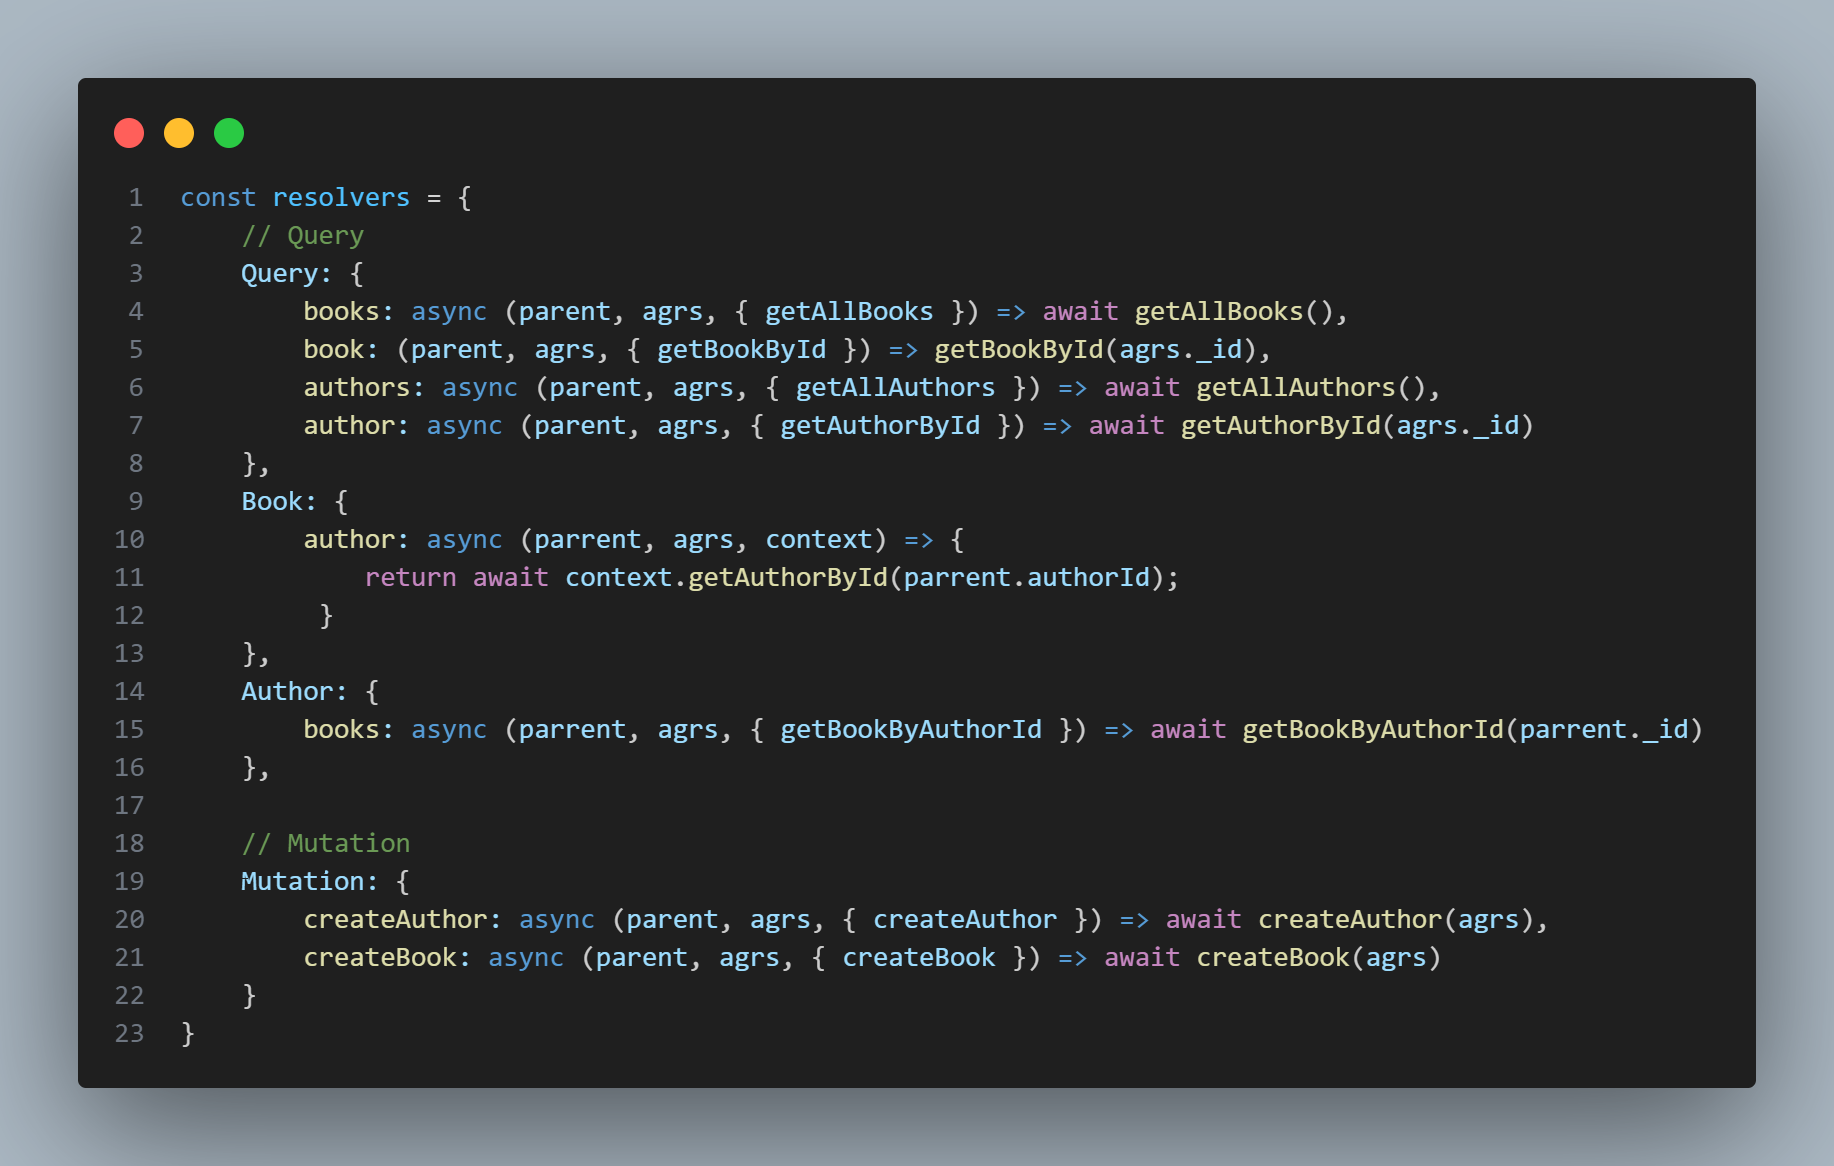 1 const resolvers = {
2     // Query
3     Query: {
4         books: async (parent, agrs, { getAllBooks }) => await getAllBooks(),
5         book: (parent, agrs, { getBookById }) => getBookById(agrs._id),
6         authors: async (parent, agrs, { getAllAuthors }) => await getAllAuthors(),
7         author: async (parent, agrs, { getAuthorById }) => await getAuthorById(agrs._id)
8     },
9     Book: {
10         author: async (parrent, agrs, context) => {
11             return await context.getAuthorById(parrent.authorId);
12          }
13     },
14     Author: {
15         books: async (parrent, agrs, { getBookByAuthorId }) => await getBookByAuthorId(parrent._id)
16     },
17
18     // Mutation
19     Mutation: {
20         createAuthor: async (parent, agrs, { createAuthor }) => await createAuthor(agrs),
21         createBook: async (parent, agrs, { createBook }) => await createBook(agrs)
22     }
23 }